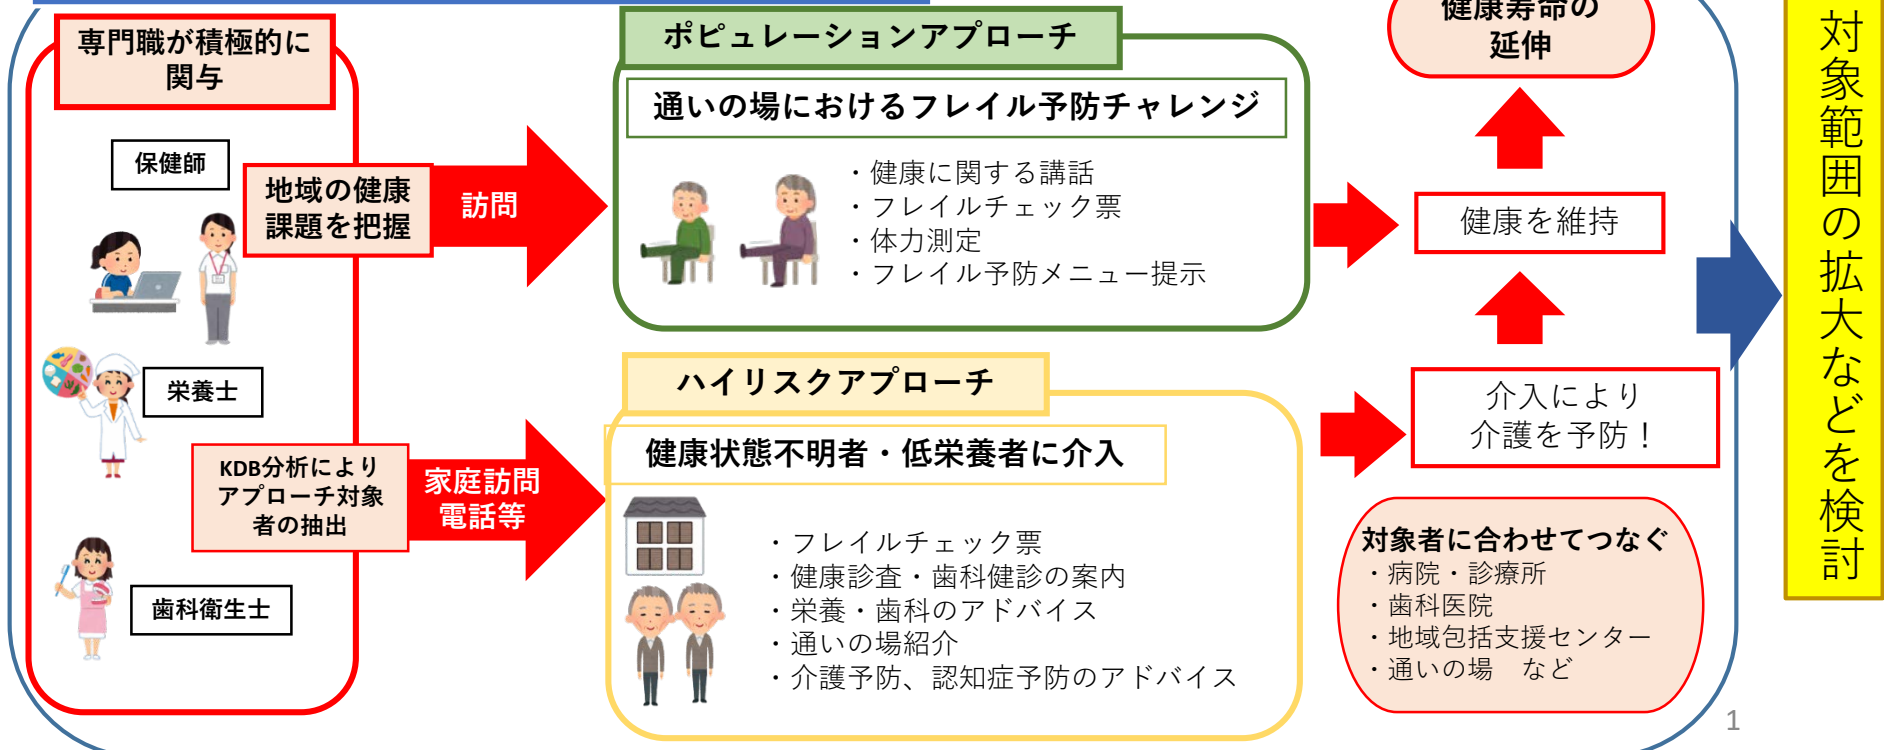 専門職が積極的に
関与
保健師
地域の健康
課題を把握
訪問
栄養士
KDB分析により
アプローチ対象
者の抽出
家庭訪問
電話等
歯科衛生士
ポピュレーションアプローチ
通いの場におけるフレイル予防チャレンジ
・健康に関する講話
・フレイルチェック票
・体力測定
・フレイル予防メニュー提示
ハイリスクアプローチ
健康状態不明者・低栄養者に介入
・フレイルチェック票
・健康診査・歯科健診の案内
・栄養・歯科のアドバイス
・通いの場紹介
・介護予防、認知症予防のアドバイス
健康寿命の
延伸
健康を維持
介入により
介護を予防！
対象者に合わせてつなぐ
・病院・診療所
・歯科医院
・地域包括支援センター
・通いの場　など
対象範囲の拡大などを検討
1